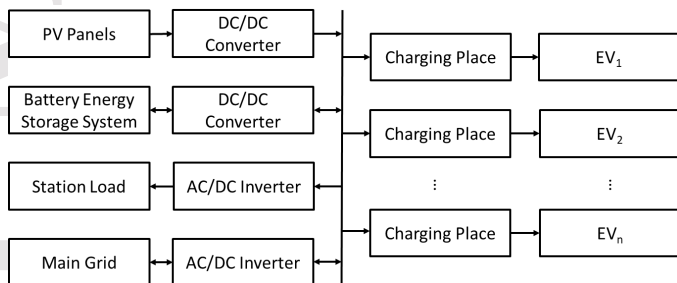 PV Panels
DC/DC
Converter
Charging Place
EV₁
Battery Energy
Storage System
DC/DC
Converter
Charging Place
EV₂
Station Load
AC/DC Inverter
⋮
⋮
Charging Place
EVₙ
Main Grid
AC/DC Inverter